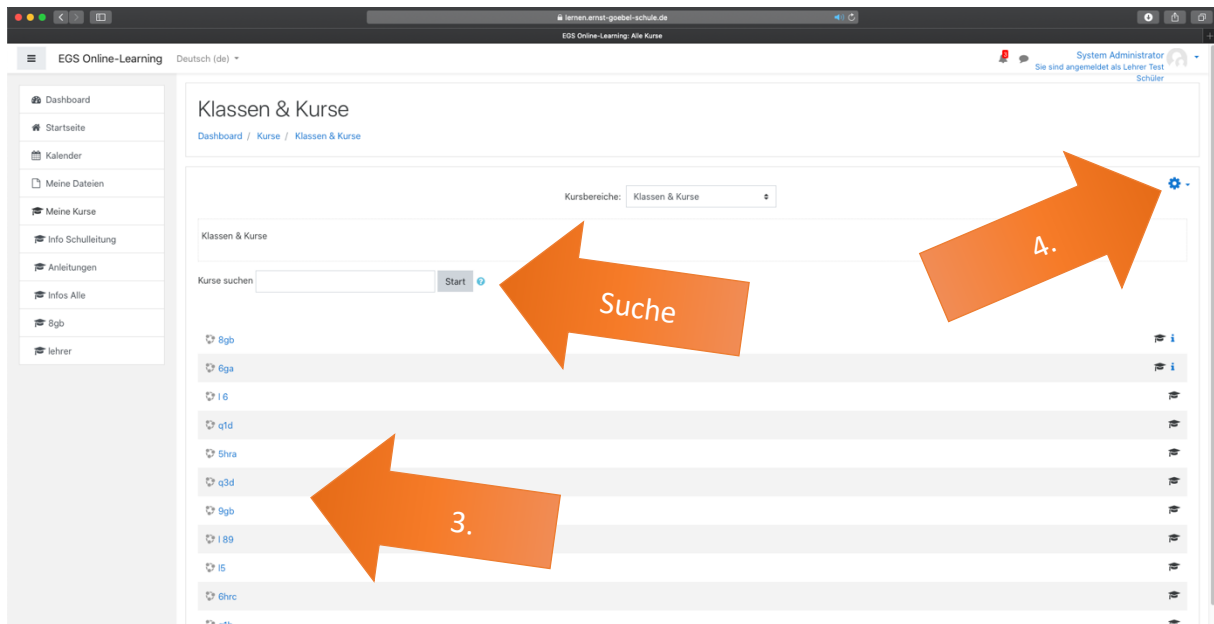 lernen.ernst-goebel-schule.de
EGS Online-Learning: Alle Kurse
EGS Online-Learning Deutsch (de)
3
System Administrator
Sie sind angemeldet als Lehrer Test
Schüler
Dashboard
Startseite
Kalender
Meine Dateien
Meine Kurse
Info Schulleitung
Anleitungen
Infos Alle
8gb
lehrer
Klassen & Kurse
Dashboard / Kurse / Klassen & Kurse
Kursbereiche: Klassen & Kurse
4.
Klassen & Kurse
Kurse suchen Start ?
Suche
8gb
6ga
l 6
q1d
5hra
q3d
9gb
3.
l 89
l5
6hrc